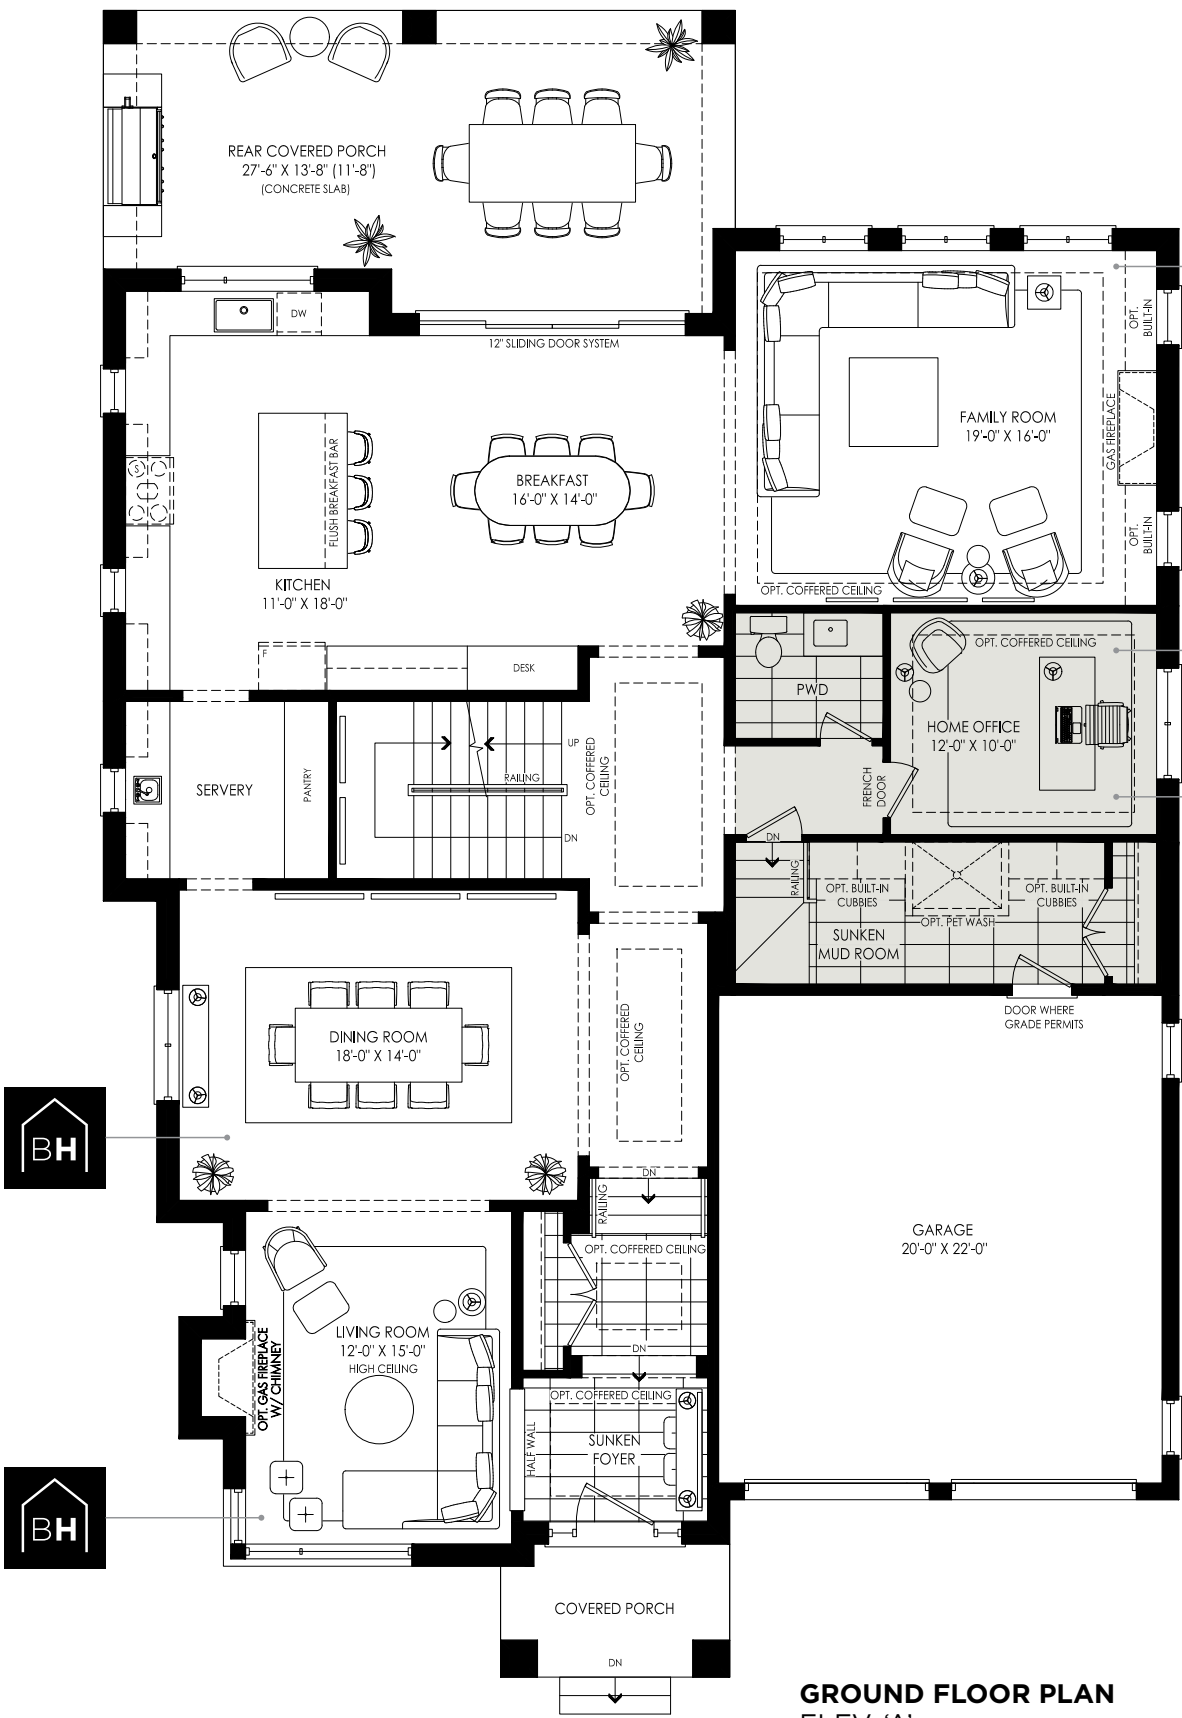 REAR COVERED PORCH
27'-6" X 13'-8" (11'-8")
(CONCRETE SLAB)
DW
12" SLIDING DOOR SYSTEM
OPT.
BUILT-IN
FAMILY ROOM
19'-0" X 16'-0"
GAS FIREPLACE
OPT.
BUILT-IN
OPT. COFFERED CEILING
S
FLUSH BREAKFAST BAR
BREAKFAST
16'-0" X 14'-0"
KITCHEN
11'-0" X 18'-0"
F
DESK
PWD
OPT. COFFERED CEILING
HOME OFFICE
12'-0" X 10'-0"
FRENCH
DOOR
SERVERY
PANTRY
UP
RAILING
DN
OPT. COFFERED
CEILING
DN
RAILING
OPT. BUILT-IN
CUBBIES
OPT. PET WASH
OPT. BUILT-IN
CUBBIES
SUNKEN
MUD ROOM
DOOR WHERE
GRADE PERMITS
DINING ROOM
18'-0" X 14'-0"
OPT. COFFERED
CEILING
BH
DN
RAILING
OPT. COFFERED CEILING
GARAGE
20'-0" X 22'-0"
LIVING ROOM
12'-0" X 15'-0"
HIGH CEILING
OPT. GAS FIREPLACE
W/ CHIMNEY
DN
OPT. COFFERED CEILING
HALF WALL
SUNKEN
FOYER
BH
COVERED PORCH
DN
GROUND FLOOR PLAN
ELEV. 'A'